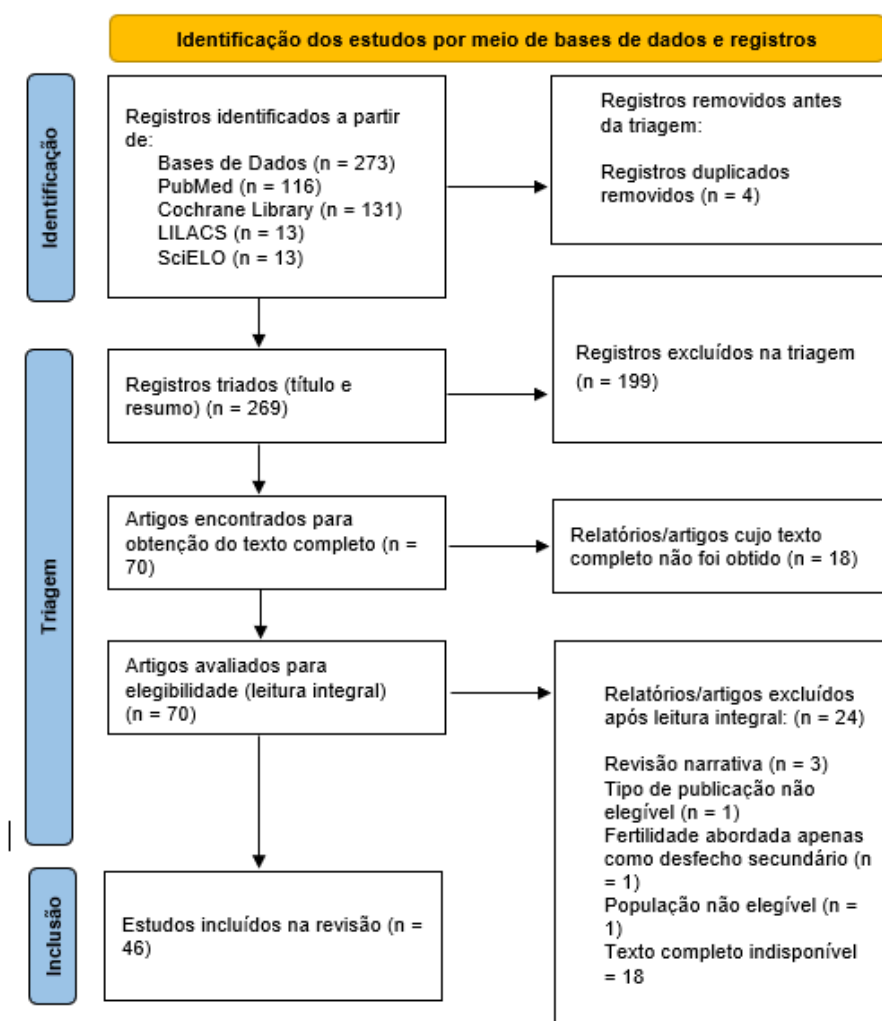 Identificação dos estudos por meio de bases de dados e registros
Identificação
Registros identificados a partir
de:
Bases de Dados (n = 273)
PubMed (n = 116)
Cochrane Library (n = 131)
LILACS (n = 13)
SciELO (n = 13)
Registros removidos antes
da triagem:
Registros duplicados
removidos (n = 4)
Triagem
Registros triados (título e
resumo) (n = 269)
Registros excluídos na triagem
(n = 199)
Artigos encontrados para
obtenção do texto completo (n =
70)
Relatórios/artigos cujo texto
completo não foi obtido (n = 18)
Artigos avaliados para
elegibilidade (leitura integral)
(n = 70)
Relatórios/artigos excluídos
após leitura integral: (n = 24)
Revisão narrativa (n = 3)
Tipo de publicação não
elegível (n = 1)
Fertilidade abordada apenas
como desfecho secundário (n
= 1)
População não elegível (n =
1)
Texto completo indisponível
= 18
Inclusão
Estudos incluídos na revisão (n =
46)